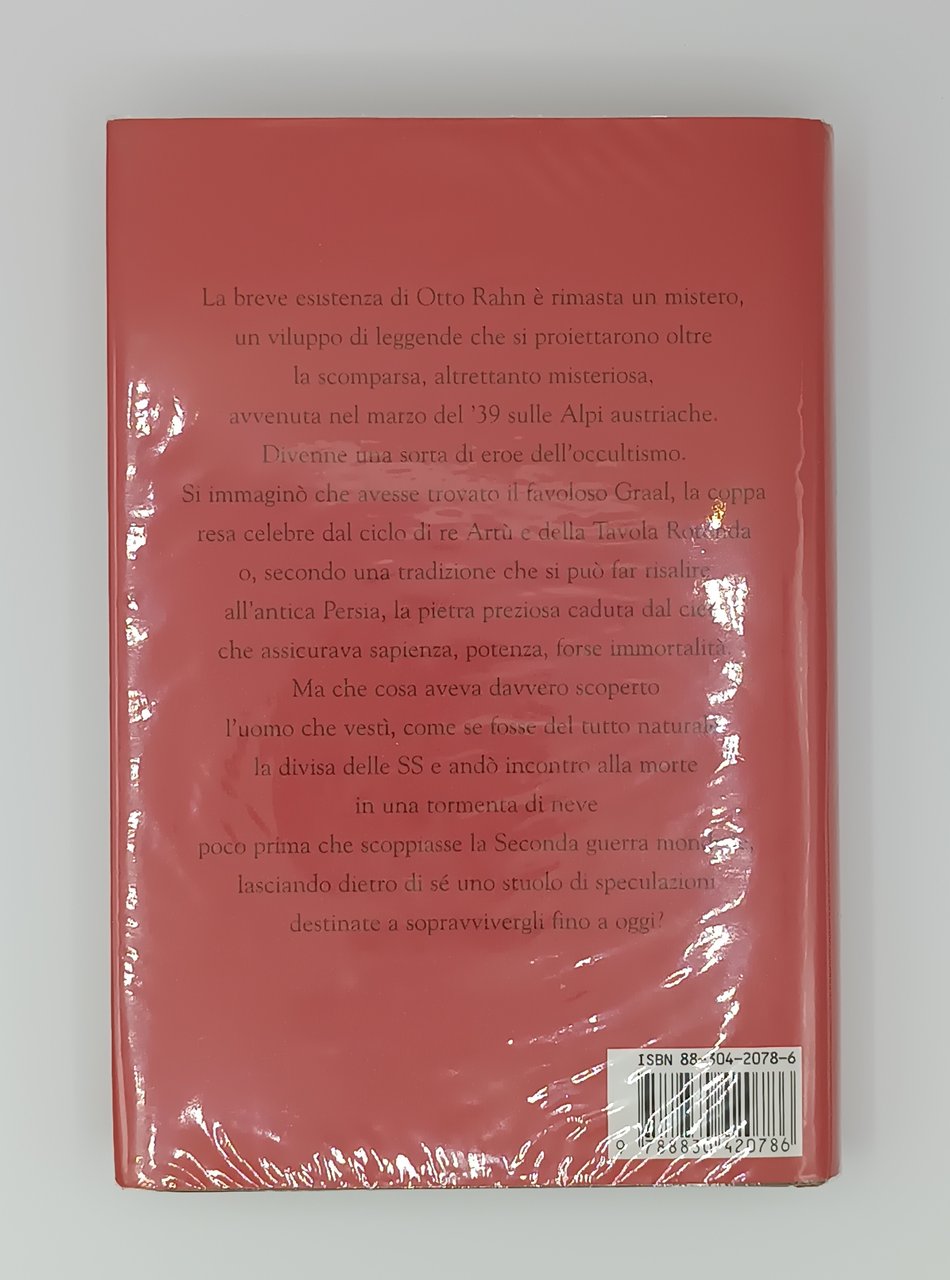 La breve esistenza di Otto Rahn è rimasta un mistero,
un viluppo di leggende che si proiettarono oltre
la scomparsa, altrettanto misteriosa,
avvenuta nel marzo del '39 sulle Alpi austriache.
Divenne una sorta di eroe dell'occultismo.
Si immaginò che avesse trovato il favoloso Graal, la coppa
resa celebre dal ciclo di re Artù e della Tavola Rotonda
o, secondo una tradizione che si può far risalire
all'antica Persia, la pietra preziosa caduta dal
che assicurava sapienza, potenza, forse immortalità.
Ma che cosa aveva davvero scoperto
l'uomo che vestì, come se fosse del tutto naturale
la divisa delle SS e andò incontro alla morte
in una tormenta di neve
poco prima che scoppiasse la Seconda guerra
lasciando dietro di sé uno stuolo di speculazioni
destinate a sopravvivergli fino a oggi?
ISBN 88-304-2078-6
9 788830 420786